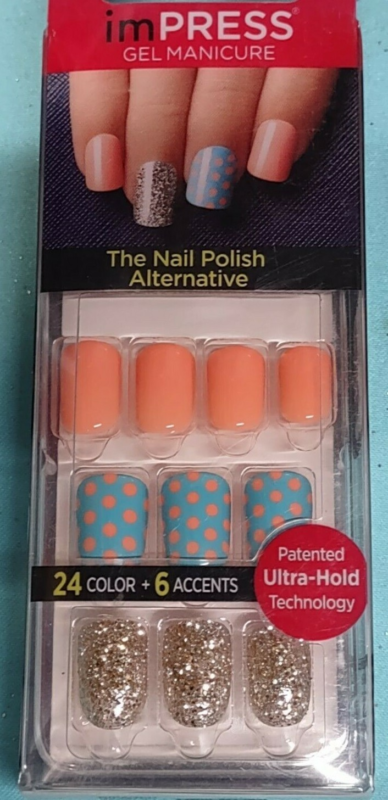 imPRESS®
GEL MANICURE
The Nail Polish
Alternative
24 COLOR + 6 ACCENTS
Patented
Ultra-Hold
Technology